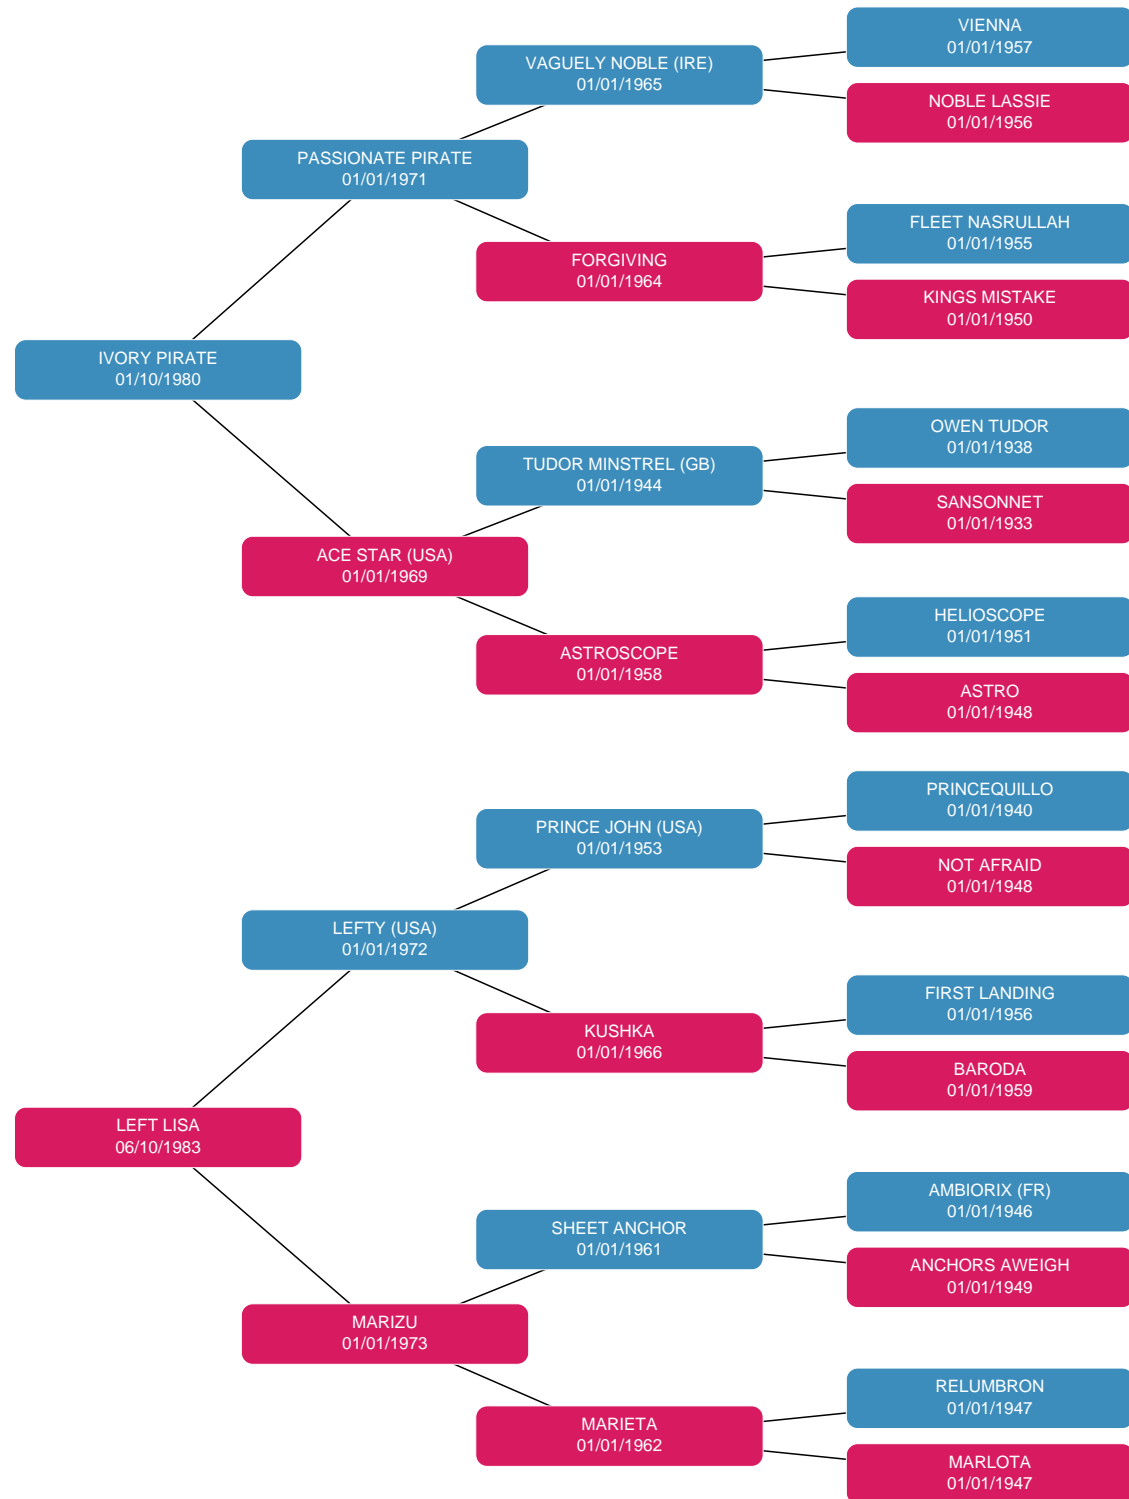 VIENNA
01/01/1957
VAGUELY NOBLE (IRE)
01/01/1965
NOBLE LASSIE
01/01/1956
PASSIONATE PIRATE
01/01/1971
FLEET NASRULLAH
01/01/1955
FORGIVING
01/01/1964
KINGS MISTAKE
01/01/1950
IVORY PIRATE
01/10/1980
OWEN TUDOR
01/01/1938
TUDOR MINSTREL (GB)
01/01/1944
SANSONNET
01/01/1933
ACE STAR (USA)
01/01/1969
HELIOSCOPE
01/01/1951
ASTROSCOPE
01/01/1958
ASTRO
01/01/1948
PRINCEQUILLO
01/01/1940
PRINCE JOHN (USA)
01/01/1953
NOT AFRAID
01/01/1948
LEFTY (USA)
01/01/1972
FIRST LANDING
01/01/1956
KUSHKA
01/01/1966
BARODA
01/01/1959
LEFT LISA
06/10/1983
AMBIORIX (FR)
01/01/1946
SHEET ANCHOR
01/01/1961
ANCHORS AWEIGH
01/01/1949
MARIZU
01/01/1973
RELUMBRON
01/01/1947
MARIETA
01/01/1962
MARLOTA
01/01/1947